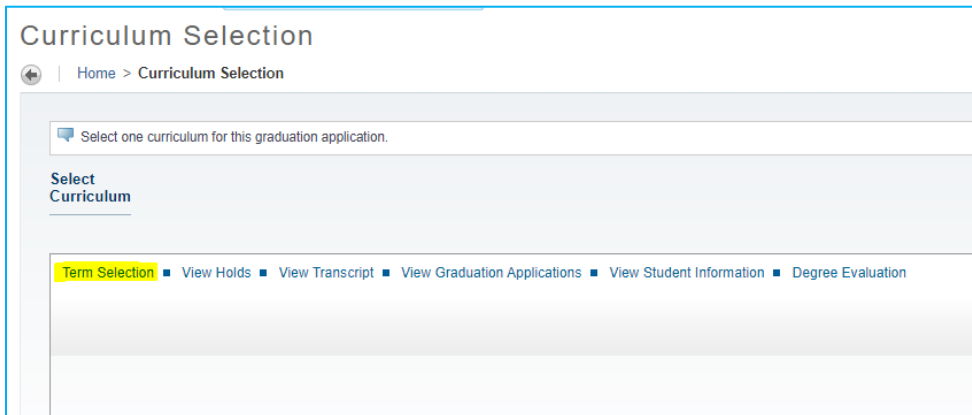 Curriculum Selection
Home > Curriculum Selection
Select one curriculum for this graduation application.
Select
Curriculum
Term Selection ■ View Holds ■ View Transcript ■ View Graduation Applications ■ View Student Information ■ Degree Evaluation